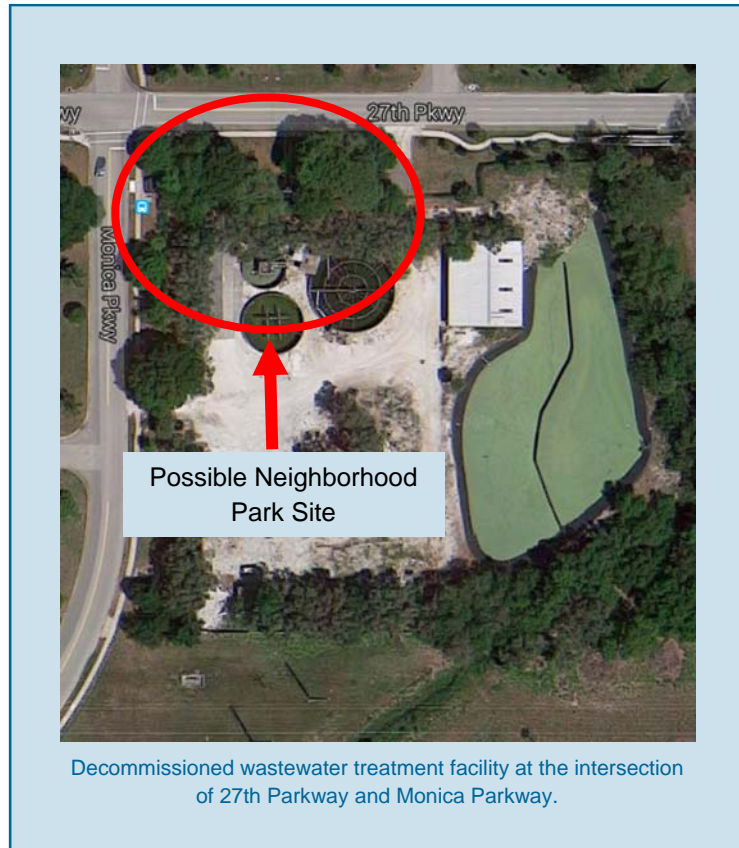 wy
27th Pkwy
Monica Pkwy
Possible Neighborhood
Park Site
Decommissioned wastewater treatment facility at the intersection
of 27th Parkway and Monica Parkway.